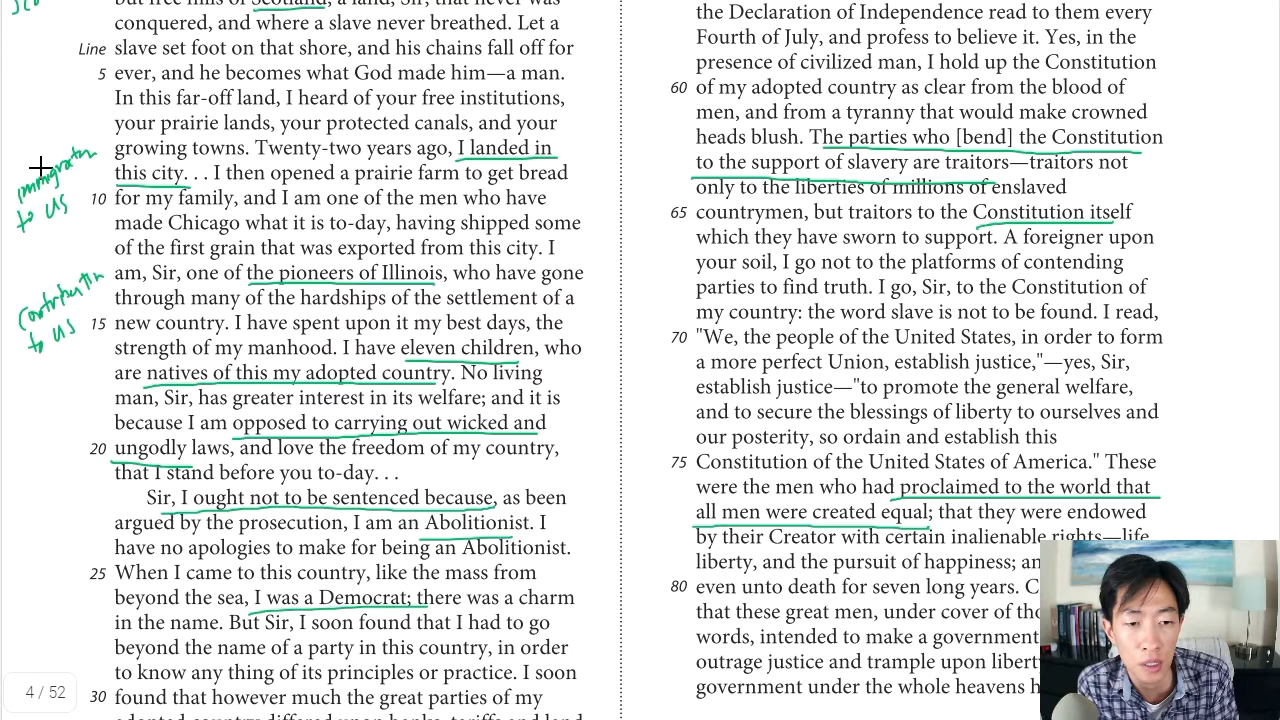 but free hills of Scotland, a land, Sir, that never was
conquered, and where a slave never breathed. Let a
Line slave set foot on that shore, and his chains fall off for
5 ever, and he becomes what God made him—a man.
In this far-off land, I heard of your free institutions,
your prairie lands, your protected canals, and your
growing towns. Twenty-two years ago, I landed in
this city. . . I then opened a prairie farm to get bread
10 for my family, and I am one of the men who have
made Chicago what it is to-day, having shipped some
of the first grain that was exported from this city. I
am, Sir, one of the pioneers of Illinois, who have gone
through many of the hardships of the settlement of a
15 new country. I have spent upon it my best days, the
strength of my manhood. I have eleven children, who
are natives of this my adopted country. No living
man, Sir, has greater interest in its welfare; and it is
because I am opposed to carrying out wicked and
20 ungodly laws, and love the freedom of my country,
that I stand before you to-day. . .
Sir, I ought not to be sentenced because, as been
argued by the prosecution, I am an Abolitionist. I
have no apologies to make for being an Abolitionist.
25 When I came to this country, like the mass from
beyond the sea, I was a Democrat; there was a charm
in the name. But Sir, I soon found that I had to go
beyond the name of a party in this country, in order
to know any thing of its principles or practice. I soon
30 found that however much the great parties of my
adopted country differed upon banks, tariffs and land
immigration
to US
contribution
to US
4 / 52
the Declaration of Independence read to them every
Fourth of July, and profess to believe it. Yes, in the
presence of civilized man, I hold up the Constitution
60 of my adopted country as clear from the blood of
men, and from a tyranny that would make crowned
heads blush. The parties who [bend] the Constitution
to the support of slavery are traitors—traitors not
only to the liberties of millions of enslaved
65 countrymen, but traitors to the Constitution itself
which they have sworn to support. A foreigner upon
your soil, I go not to the platforms of contending
parties to find truth. I go, Sir, to the Constitution of
my country: the word slave is not to be found. I read,
70 "We, the people of the United States, in order to form
a more perfect Union, establish justice,"—yes, Sir,
establish justice—"to promote the general welfare,
and to secure the blessings of liberty to ourselves and
our posterity, so ordain and establish this
75 Constitution of the United States of America." These
were the men who had proclaimed to the world that
all men were created equal; that they were endowed
by their Creator with certain inalienable rights—life,
liberty, and the pursuit of happiness;
80 even unto death for seven long years.
that these great men, under cover of
words, intended to make a government
outrage justice and trample upon
government under the whole heavens